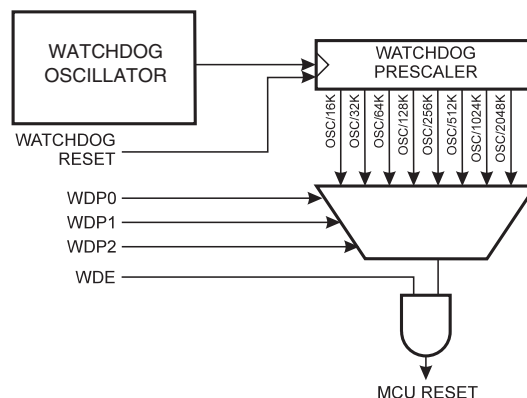 WATCHDOG
OSCILLATOR
WATCHDOG
PRESCALER
WATCHDOG
RESET
OSC/16K
OSC/32K
OSC/64K
OSC/128K
OSC/256K
OSC/512K
OSC/1024K
OSC/2048K
WDP0
WDP1
WDP2
WDE
MCU RESET